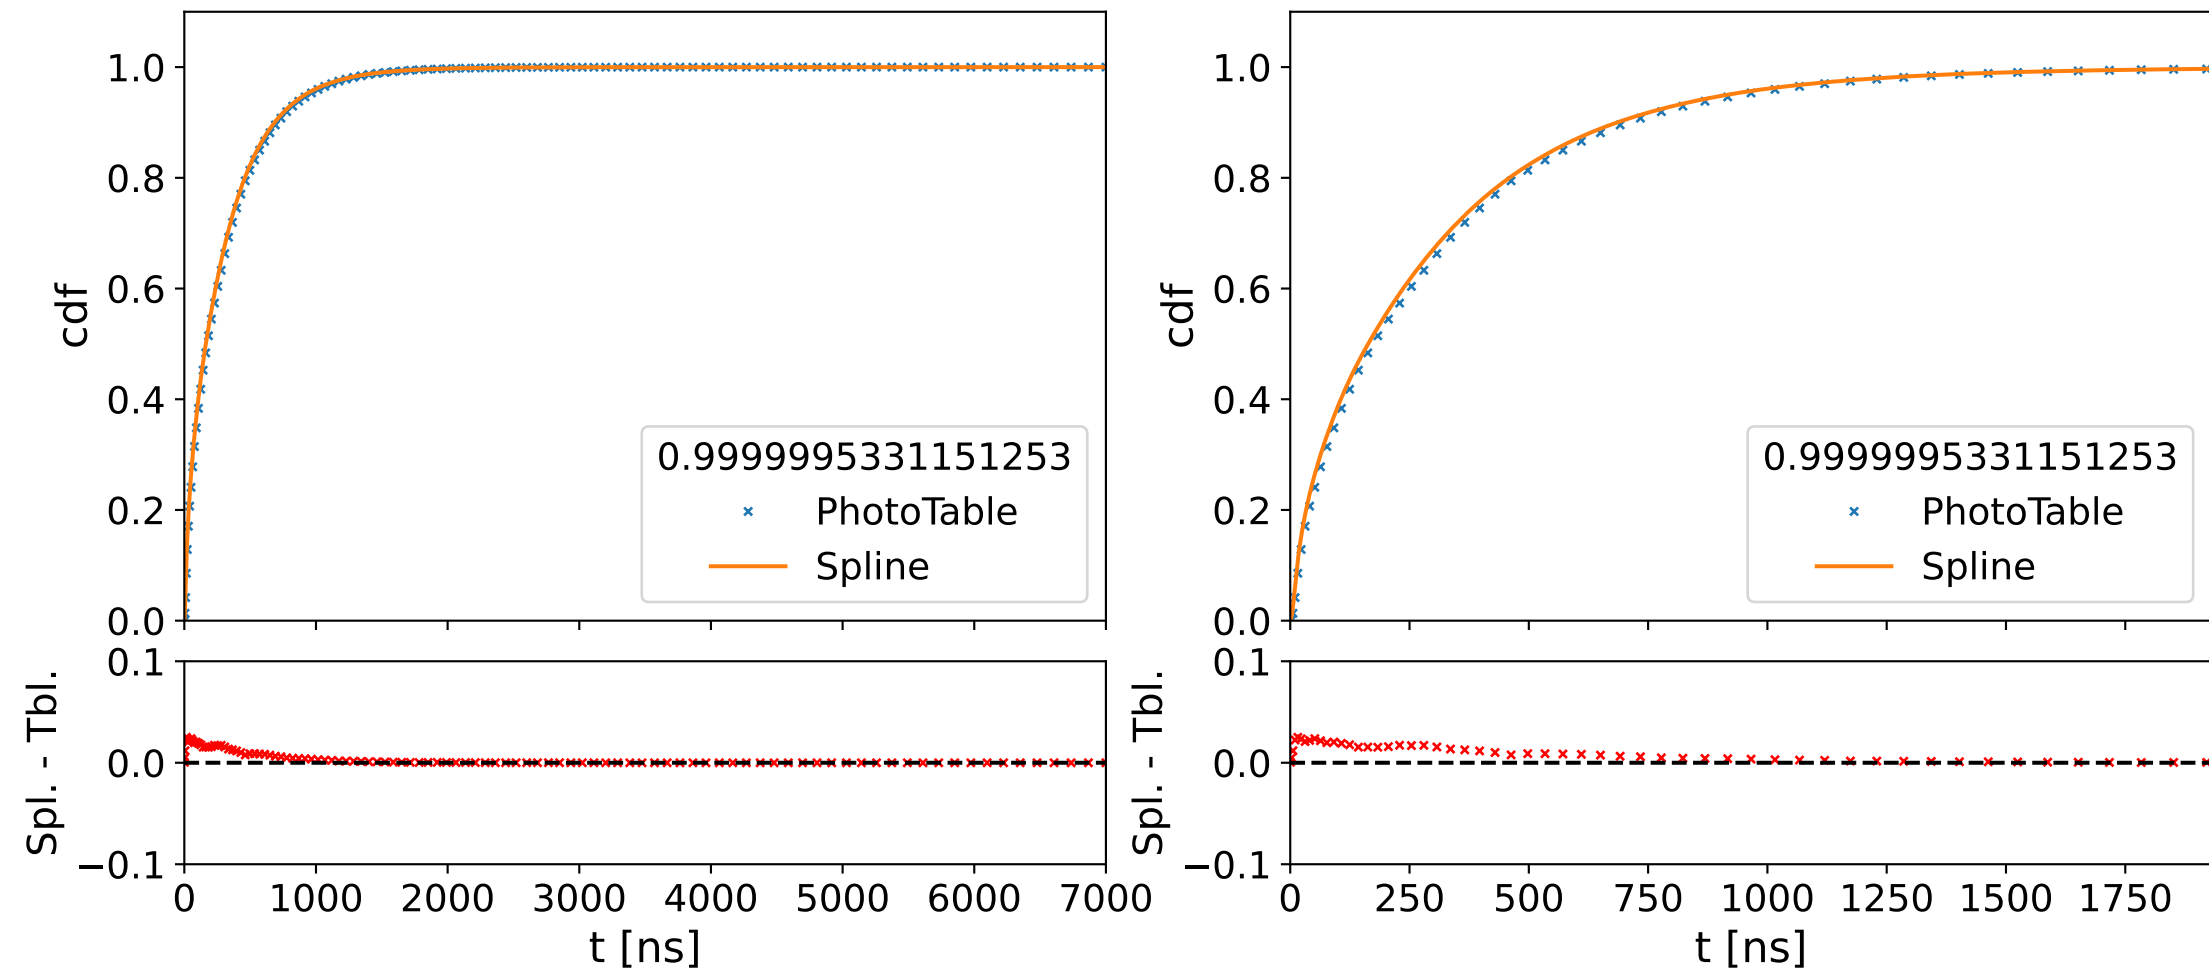 1.0
0.8
0.6
0.4
0.2
0.0
cdf
0.9999995331151253
PhotoTable
Spline
0.1
0.0
−0.1
Spl. - Tbl.
0 1000 2000 3000 4000 5000 6000 7000
t [ns]
1.0
0.8
0.6
0.4
0.2
0.0
cdf
0.9999995331151253
PhotoTable
Spline
0.1
0.0
−0.1
Spl. - Tbl.
0 250 500 750 1000 1250 1500 1750
t [ns]